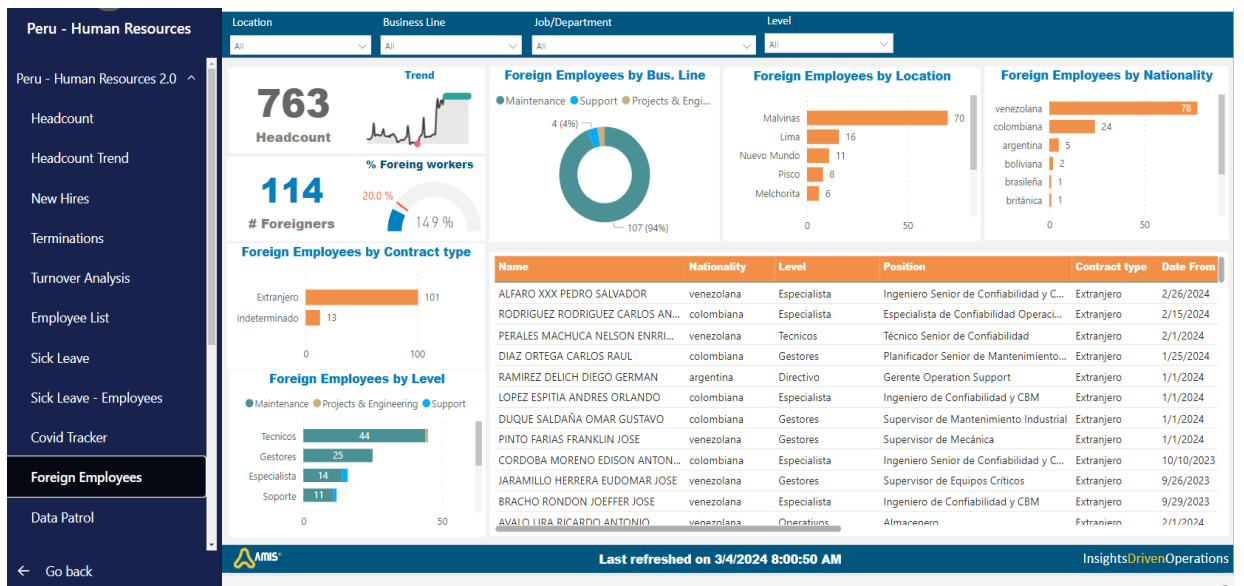 Peru - Human Resources
Peru - Human Resources 2.0
Headcount
Headcount Trend
New Hires
Terminations
Turnover Analysis
Employee List
Sick Leave
Sick Leave - Employees
Covid Tracker
Foreign Employees
Data Patrol
Go back
Location
Business Line
Job/Department
Level
All
All
All
All
763
Headcount
Trend
114
# Foreigners
% Foreing workers
20.0 %
14.9 %
Foreign Employees by Bus. Line
Maintenance Support Projects & Engi...
4 (4%)
107 (94%)
Foreign Employees by Location
Malvinas 70
Lima 16
Nuevo Mundo 11
Pisco 8
Melchorita 6
0 50
Foreign Employees by Nationality
venezolana 78
colombiana 24
argentina 5
boliviana 2
brasileña 1
británica 1
0 50
Foreign Employees by Contract type
Extranjero 101
Indeterminado 13
0 100
Foreign Employees by Level
Maintenance Projects & Engineering Support
Tecnicos 44
Gestores 25
Especialista 14
Soporte 11
0 50
Name Nationality Level Position Contract type Date From
ALFARO XXX PEDRO SALVADOR venezolana Especialista Ingeniero Senior de Confiabilidad y C... Extranjero 2/26/2024
RODRIGUEZ RODRIGUEZ CARLOS AN... colombiana Especialista Especialista de Confiabilidad Operaci... Extranjero 2/15/2024
PERALES MACHUCA NELSON ENRRI... venezolana Tecnicos Técnico Senior de Confiabilidad Extranjero 2/1/2024
DIAZ ORTEGA CARLOS RAUL colombiana Gestores Planificador Senior de Mantenimiento... Extranjero 1/25/2024
RAMIREZ DELICH DIEGO GERMAN argentina Directivo Gerente Operation Support Extranjero 1/1/2024
LOPEZ ESPITIA ANDRES ORLANDO colombiana Especialista Ingeniero de Confiabilidad y CBM Extranjero 1/1/2024
DUQUE SALDAÑA OMAR GUSTAVO colombiana Gestores Supervisor de Mantenimiento Industrial Extranjero 1/1/2024
PINTO FARIAS FRANKLIN JOSE venezolana Gestores Supervisor de Mecánica Extranjero 1/1/2024
CORDOBA MORENO EDISON ANTON... colombiana Especialista Ingeniero Senior de Confiabilidad y C... Extranjero 10/10/2023
JARAMILLO HERRERA EUDOMAR JOSE venezolana Gestores Supervisor de Equipos Críticos Extranjero 9/26/2023
BRACHO RONDON JOEFFER JOSE venezolana Especialista Ingeniero de Confiabilidad y CBM Extranjero 9/29/2023
AVALO LIRA RICARDO ANTONIO venezolana Operativos Almacenero Extranjero 2/1/2024
AMIS®
Last refreshed on 3/4/2024 8:00:50 AM
InsightsDrivenOperations